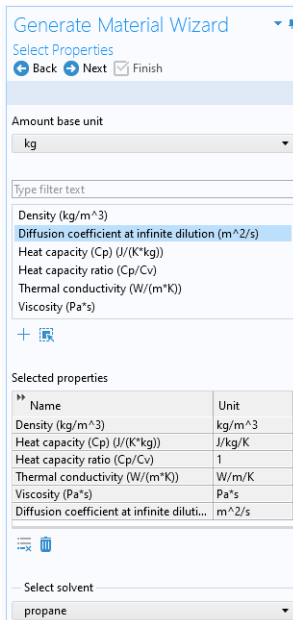 Generate Material Wizard
Select Properties
Back Next Finish
Amount base unit
kg
Type filter text
Density (kg/m^3)
Diffusion coefficient at infinite dilution (m^2/s)
Heat capacity (Cp) (J/(K*kg))
Heat capacity ratio (Cp/Cv)
Thermal conductivity (W/(m*K))
Viscosity (Pa*s)
Selected properties
Name Unit
Density (kg/m^3) kg/m^3
Heat capacity (Cp) (J/(K*kg)) J/kg/K
Heat capacity ratio (Cp/Cv) 1
Thermal conductivity (W/(m*K)) W/m/K
Viscosity (Pa*s) Pa*s
Diffusion coefficient at infinite diluti... m^2/s
Select solvent
propane